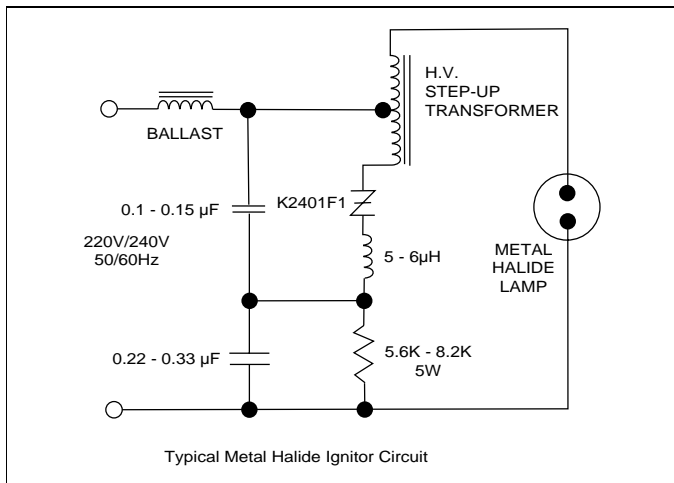 H.V.
STEP-UP
TRANSFORMER
BALLAST
K2401F1
0.1 - 0.15 µF
220V/240V
50/60Hz
5 - 6µH
METAL
HALIDE
LAMP
0.22 - 0.33 µF
5.6K - 8.2K
5W
Typical Metal Halide Ignitor Circuit